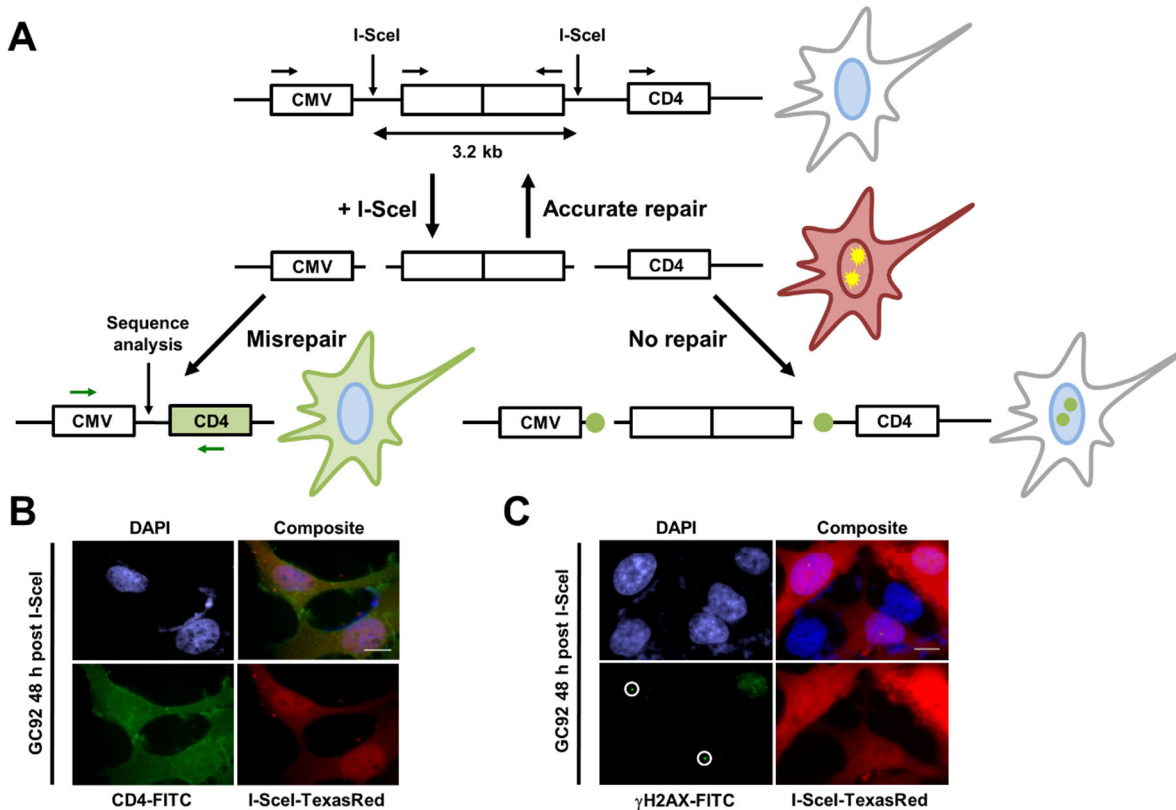 A
I-SceI
I-SceI
CMV
CD4
3.2 kb
+ I-SceI
Accurate repair
CMV
CD4
Sequence
analysis
Misrepair
No repair
CMV
CD4
CMV
CD4
B
DAPI
Composite
GC92 48 h post I-SceI
CD4-FITC
I-SceI-TexasRed
C
DAPI
Composite
GC92 48 h post I-SceI
γH2AX-FITC
I-SceI-TexasRed